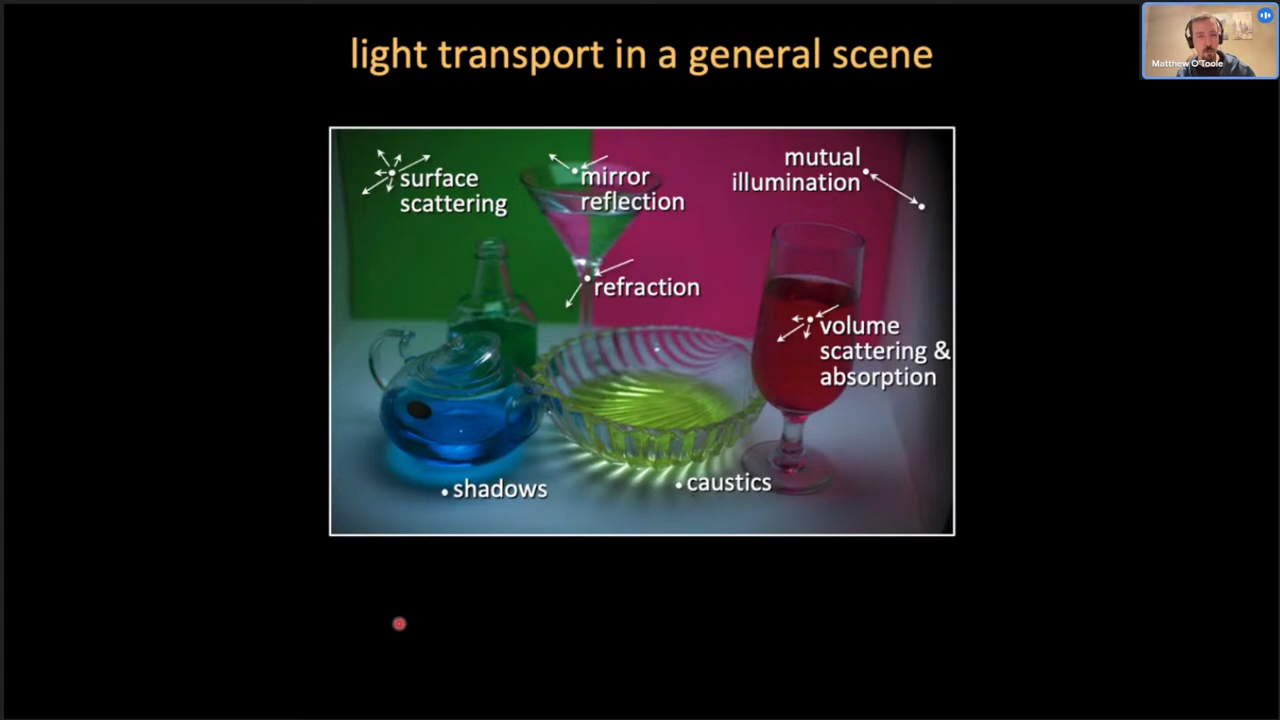 light transport in a general scene
Matthew O'Toole
surface
scattering
mirror
reflection
mutual
illumination
refraction
volume
scattering &
absorption
shadows
caustics